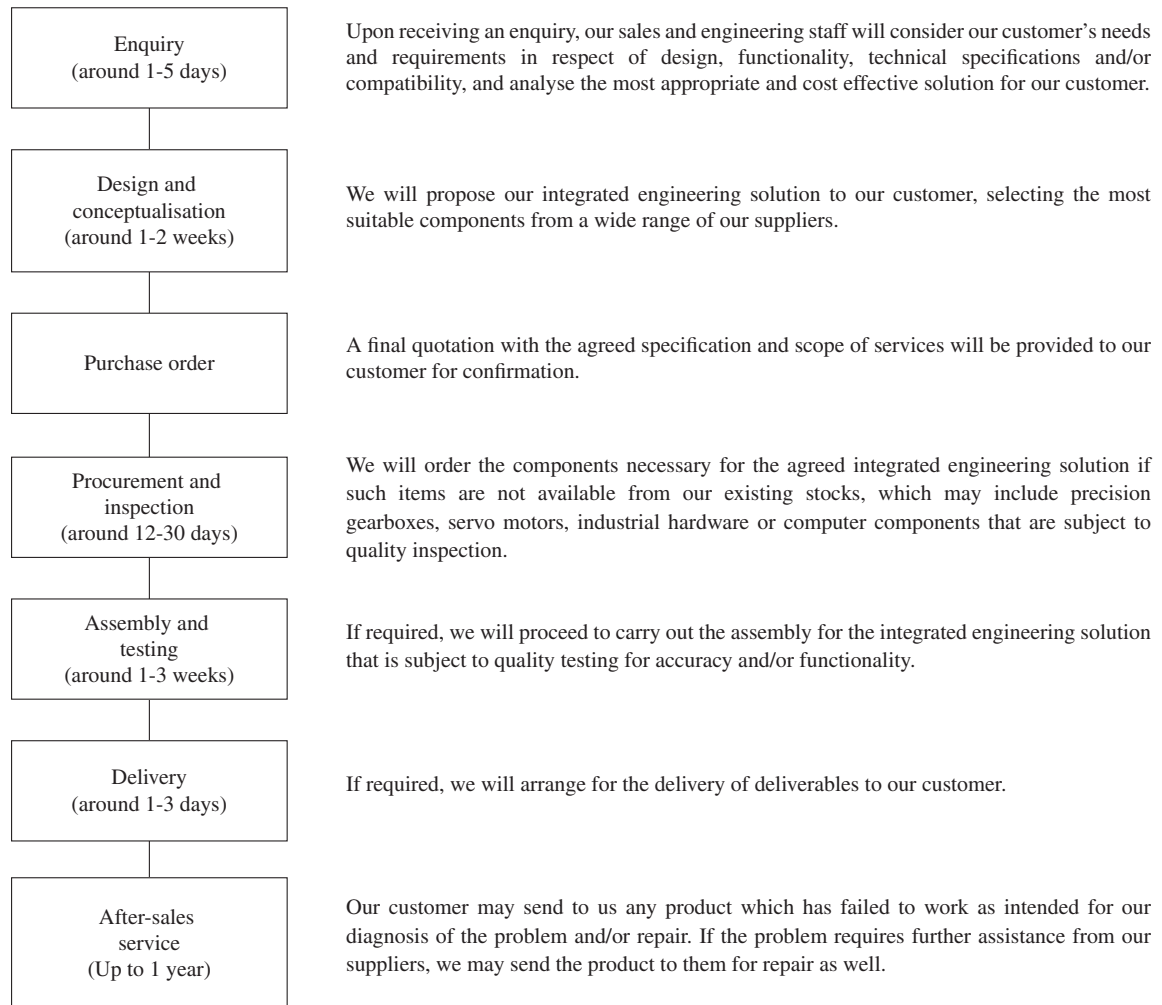 Enquiry
(around 1-5 days)
Upon receiving an enquiry, our sales and engineering staff will consider our customer’s needs
and requirements in respect of design, functionality, technical specifications and/or
compatibility, and analyse the most appropriate and cost effective solution for our customer.
Design and
conceptualisation
(around 1-2 weeks)
We will propose our integrated engineering solution to our customer, selecting the most
suitable components from a wide range of our suppliers.
Purchase order
A final quotation with the agreed specification and scope of services will be provided to our
customer for confirmation.
Procurement and
inspection
(around 12-30 days)
We will order the components necessary for the agreed integrated engineering solution if
such items are not available from our existing stocks, which may include precision
gearboxes, servo motors, industrial hardware or computer components that are subject to
quality inspection.
Assembly and
testing
(around 1-3 weeks)
If required, we will proceed to carry out the assembly for the integrated engineering solution
that is subject to quality testing for accuracy and/or functionality.
Delivery
(around 1-3 days)
If required, we will arrange for the delivery of deliverables to our customer.
After-sales
service
(Up to 1 year)
Our customer may send to us any product which has failed to work as intended for our
diagnosis of the problem and/or repair. If the problem requires further assistance from our
suppliers, we may send the product to them for repair as well.